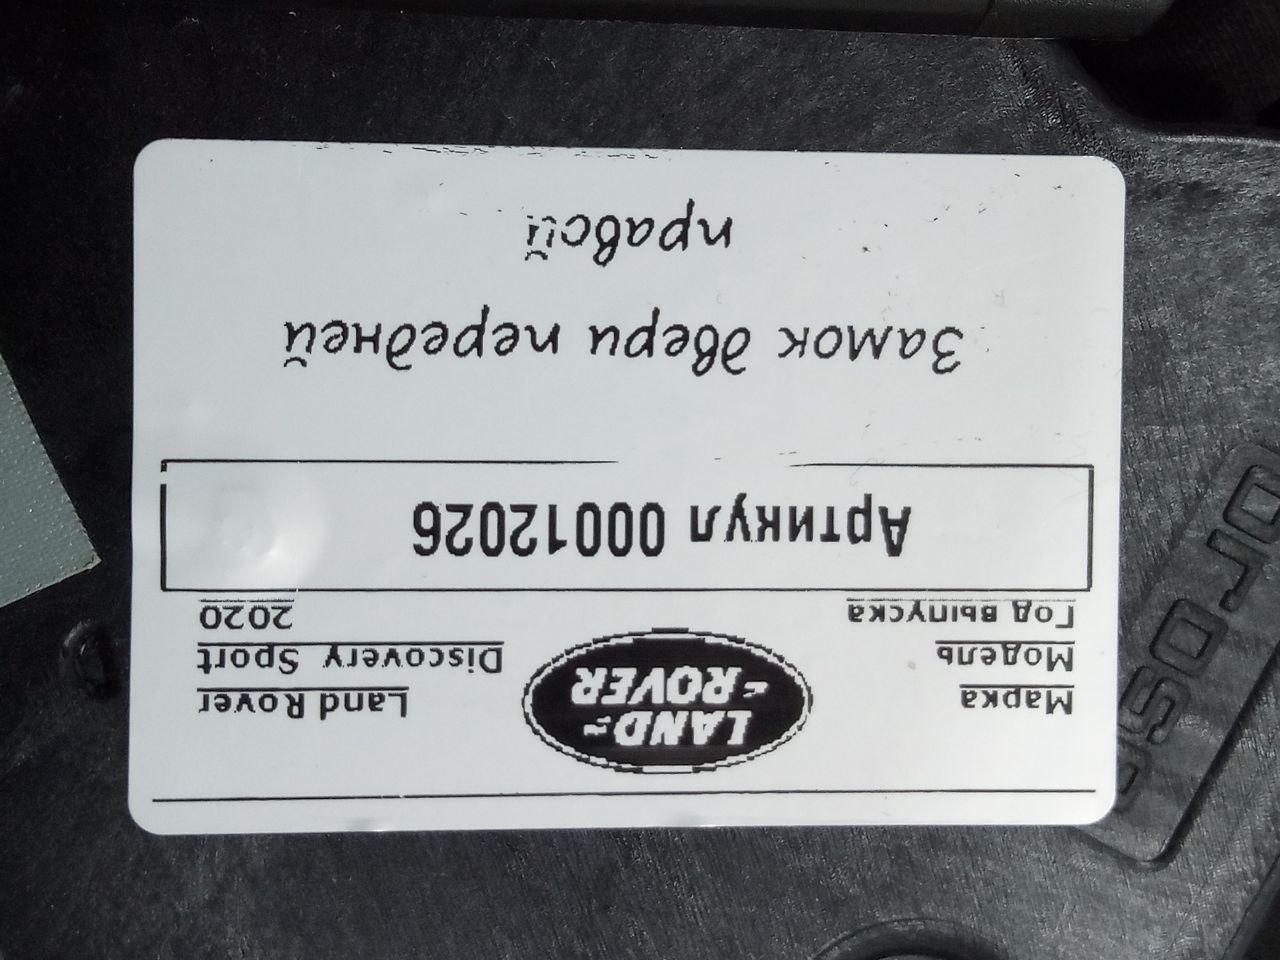 Марка
Land Rover
Модель
Discovery Sport
Год выпуска
2020
LAND-
-ROVER
Артикул 00012026
Замок двери передней
правой